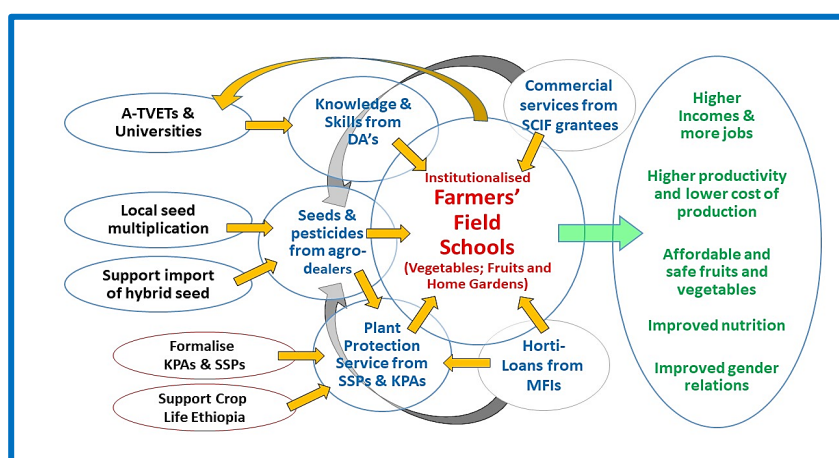 A-TVETs &
Universities
Knowledge &
Skills from
DA's
Commercial
services from
SCIF grantees
Local seed
multiplication
Support import
of hybrid seed
Seeds &
pesticides
from agro-
dealers
Institutionalised
Farmers'
Field
Schools
(Vegetables; Fruits and
Home Gardens)
Formalise
KPAs & SSPs
Support Crop
Life Ethiopia
Plant
Protection
Service from
SSPs & KPAs
Horti-
Loans from
MFIs
Higher
Incomes &
more jobs
Higher productivity
and lower cost of
production
Affordable and
safe fruits and
vegetables
Improved nutrition
Improved gender
relations